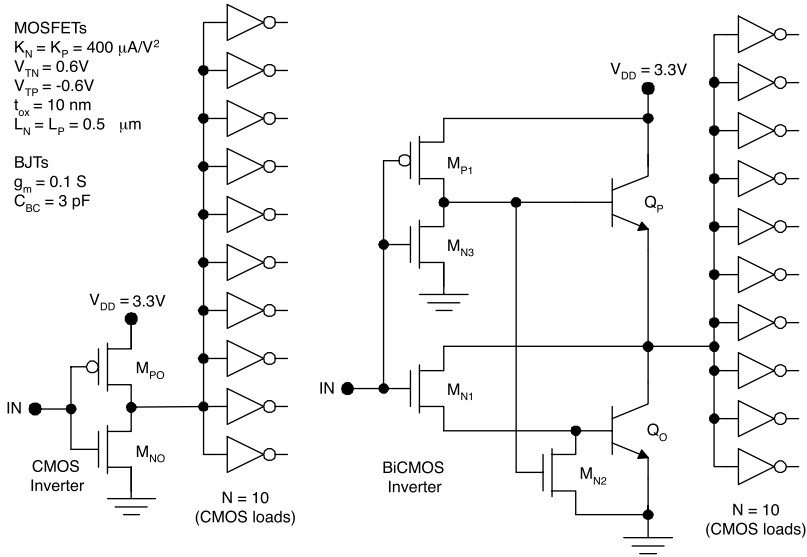 MOSFETs
K_N = K_P = 400 μA/V²
V_TN = 0.6V
V_TP = -0.6V
t_ox = 10 nm
L_N = L_P = 0.5 μm
BJTs
g_m = 0.1 S
C_BC = 3 pF
V_DD = 3.3V
M_PO
IN
M_NO
CMOS
Inverter
N = 10
(CMOS loads)
V_DD = 3.3V
M_P1
Q_P
M_N3
IN
M_N1
Q_O
M_N2
BiCMOS
Inverter
N = 10
(CMOS loads)